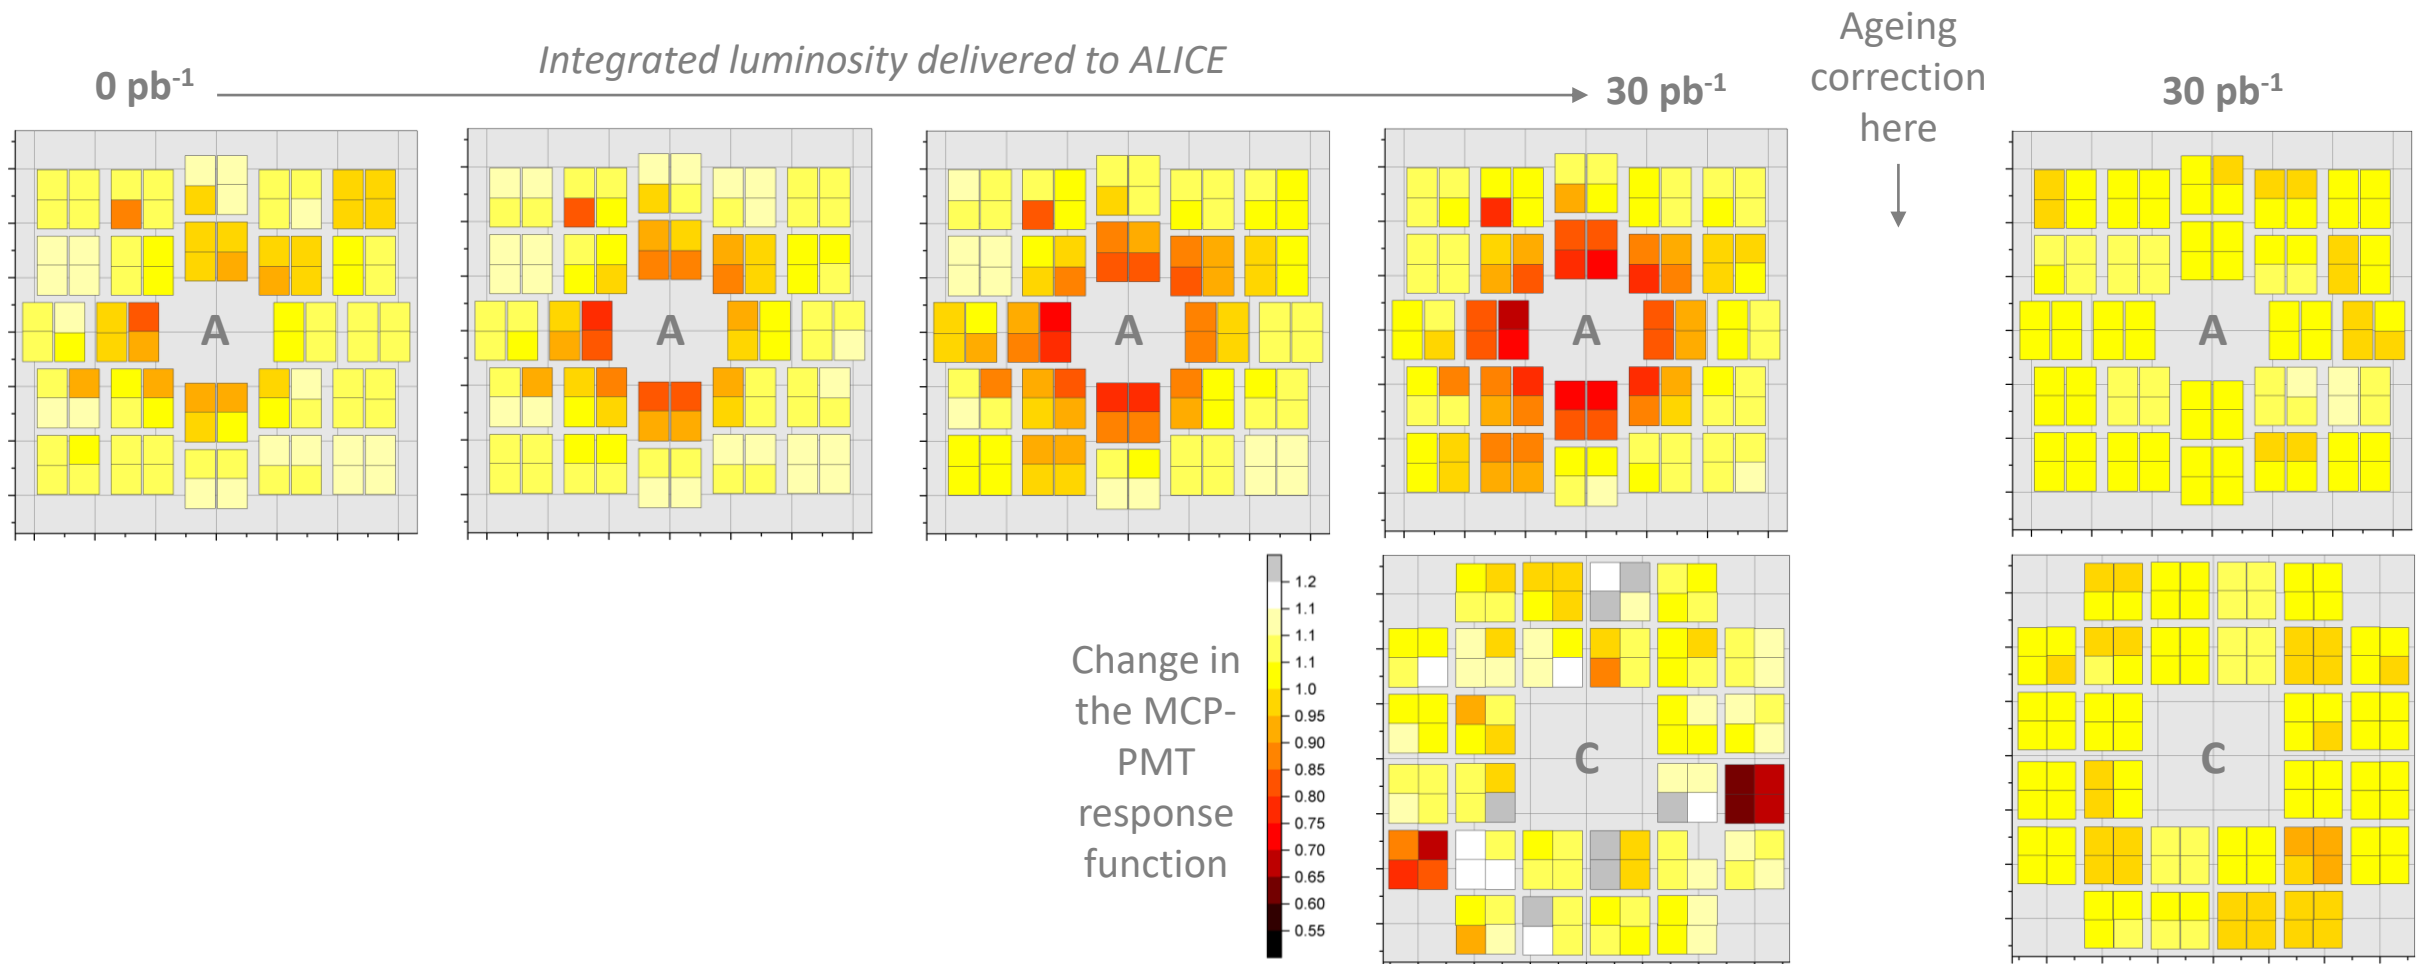 Integrated luminosity delivered to ALICE
0 pb-1
30 pb-1
Ageing
correction
here
30 pb-1
A
A
A
A
A
Change in
the MCP-
PMT
response
function
1.2
1.1
1.1
1.1
1.0
0.95
0.90
0.85
0.80
0.75
0.70
0.65
0.60
0.55
C
C